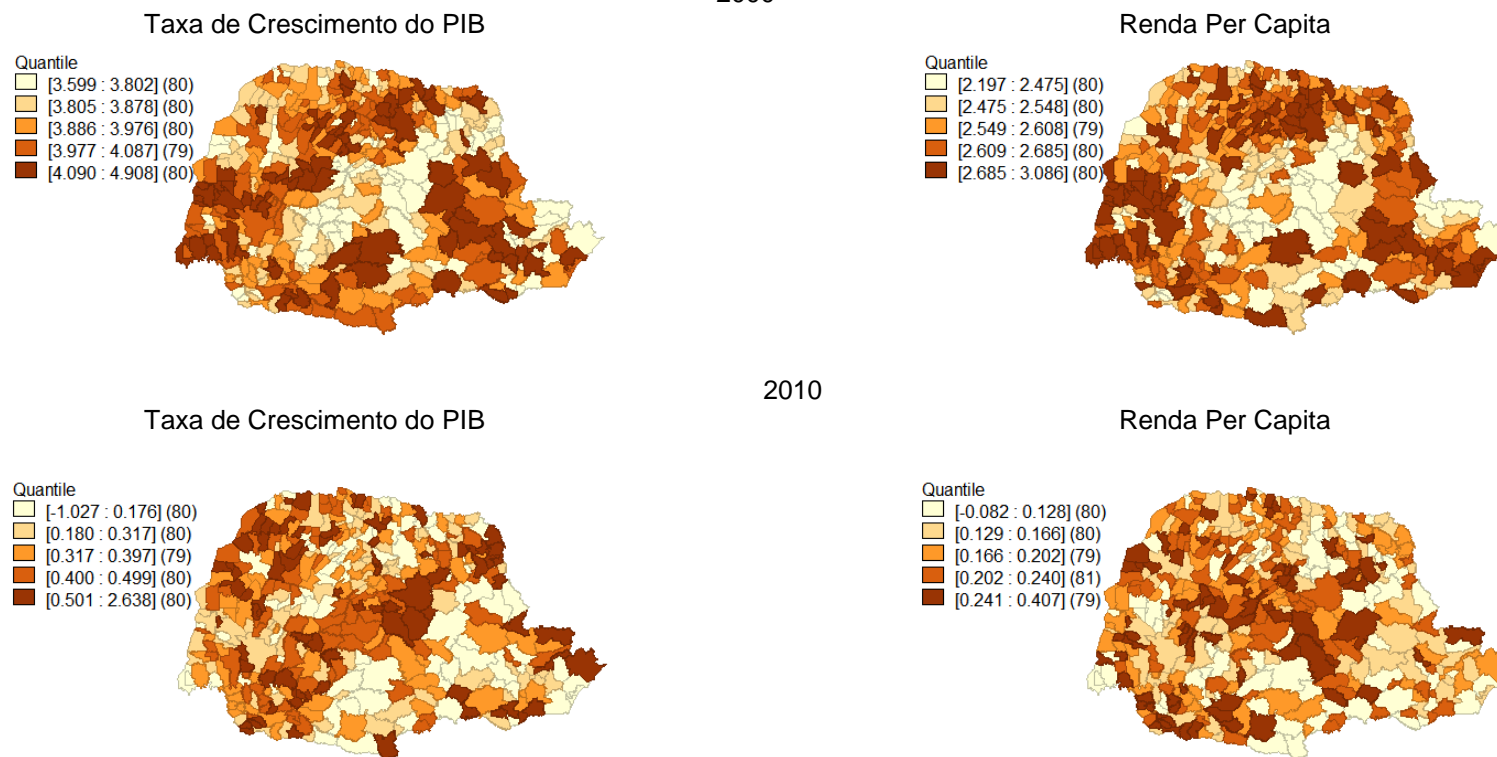 Taxa de Crescimento do PIB
Renda Per Capita
Quantile
[3.599 : 3.802] (80)
[3.805 : 3.878] (80)
[3.886 : 3.976] (80)
[3.977 : 4.087] (79)
[4.090 : 4.908] (80)
Quantile
[2.197 : 2.475] (80)
[2.475 : 2.548] (80)
[2.549 : 2.608] (79)
[2.609 : 2.685] (80)
[2.685 : 3.086] (80)
2010
Taxa de Crescimento do PIB
Renda Per Capita
Quantile
[-1.027 : 0.176] (80)
[0.180 : 0.317] (80)
[0.317 : 0.397] (79)
[0.400 : 0.499] (80)
[0.501 : 2.638] (80)
Quantile
[-0.082 : 0.128] (80)
[0.129 : 0.166] (80)
[0.166 : 0.202] (79)
[0.202 : 0.240] (81)
[0.241 : 0.407] (79)